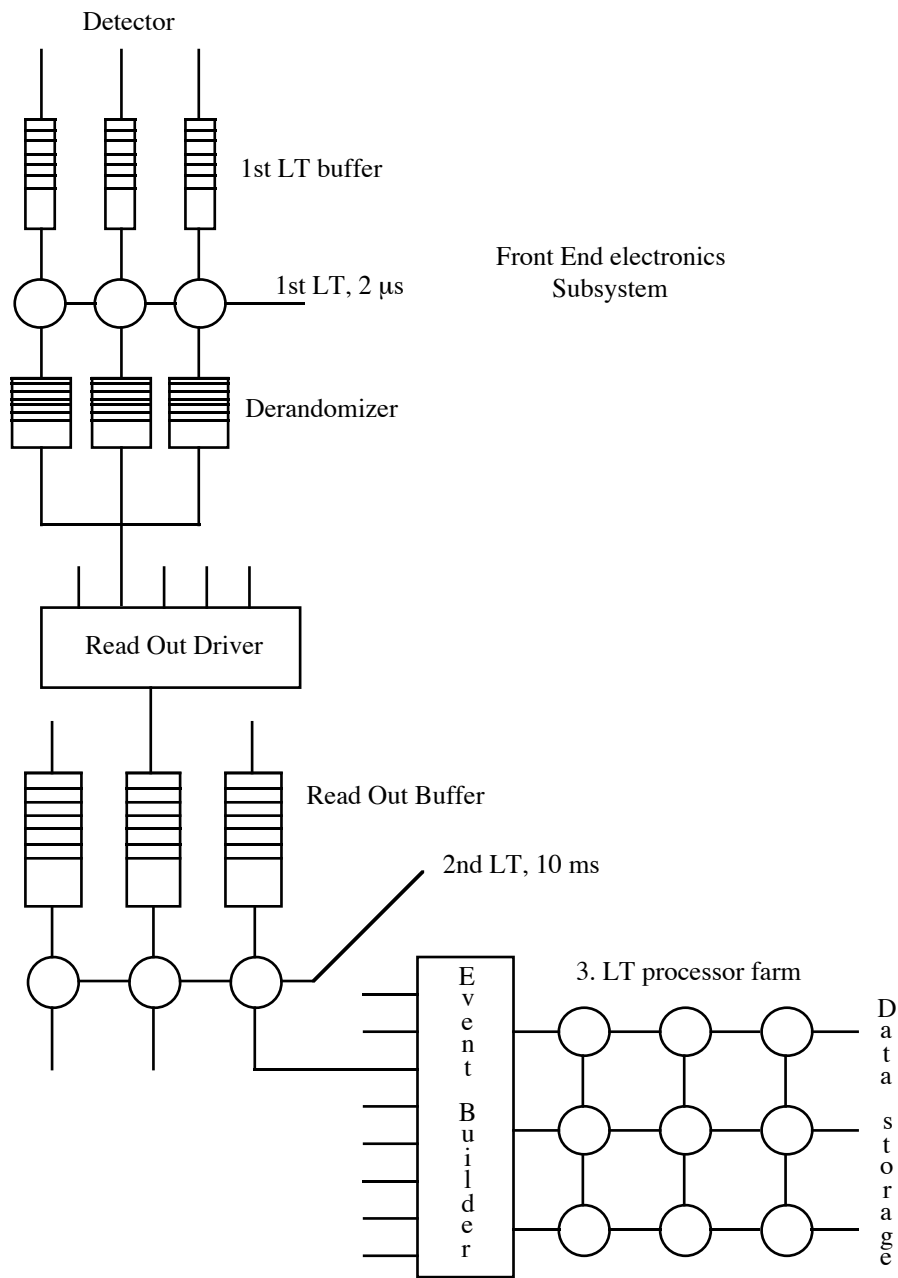 Detector
1st LT buffer
Front End electronics
Subsystem
1st LT, 2 µs
Derandomizer
Read Out Driver
Read Out Buffer
2nd LT, 10 ms
Event Builder
3. LT processor farm
Data storage